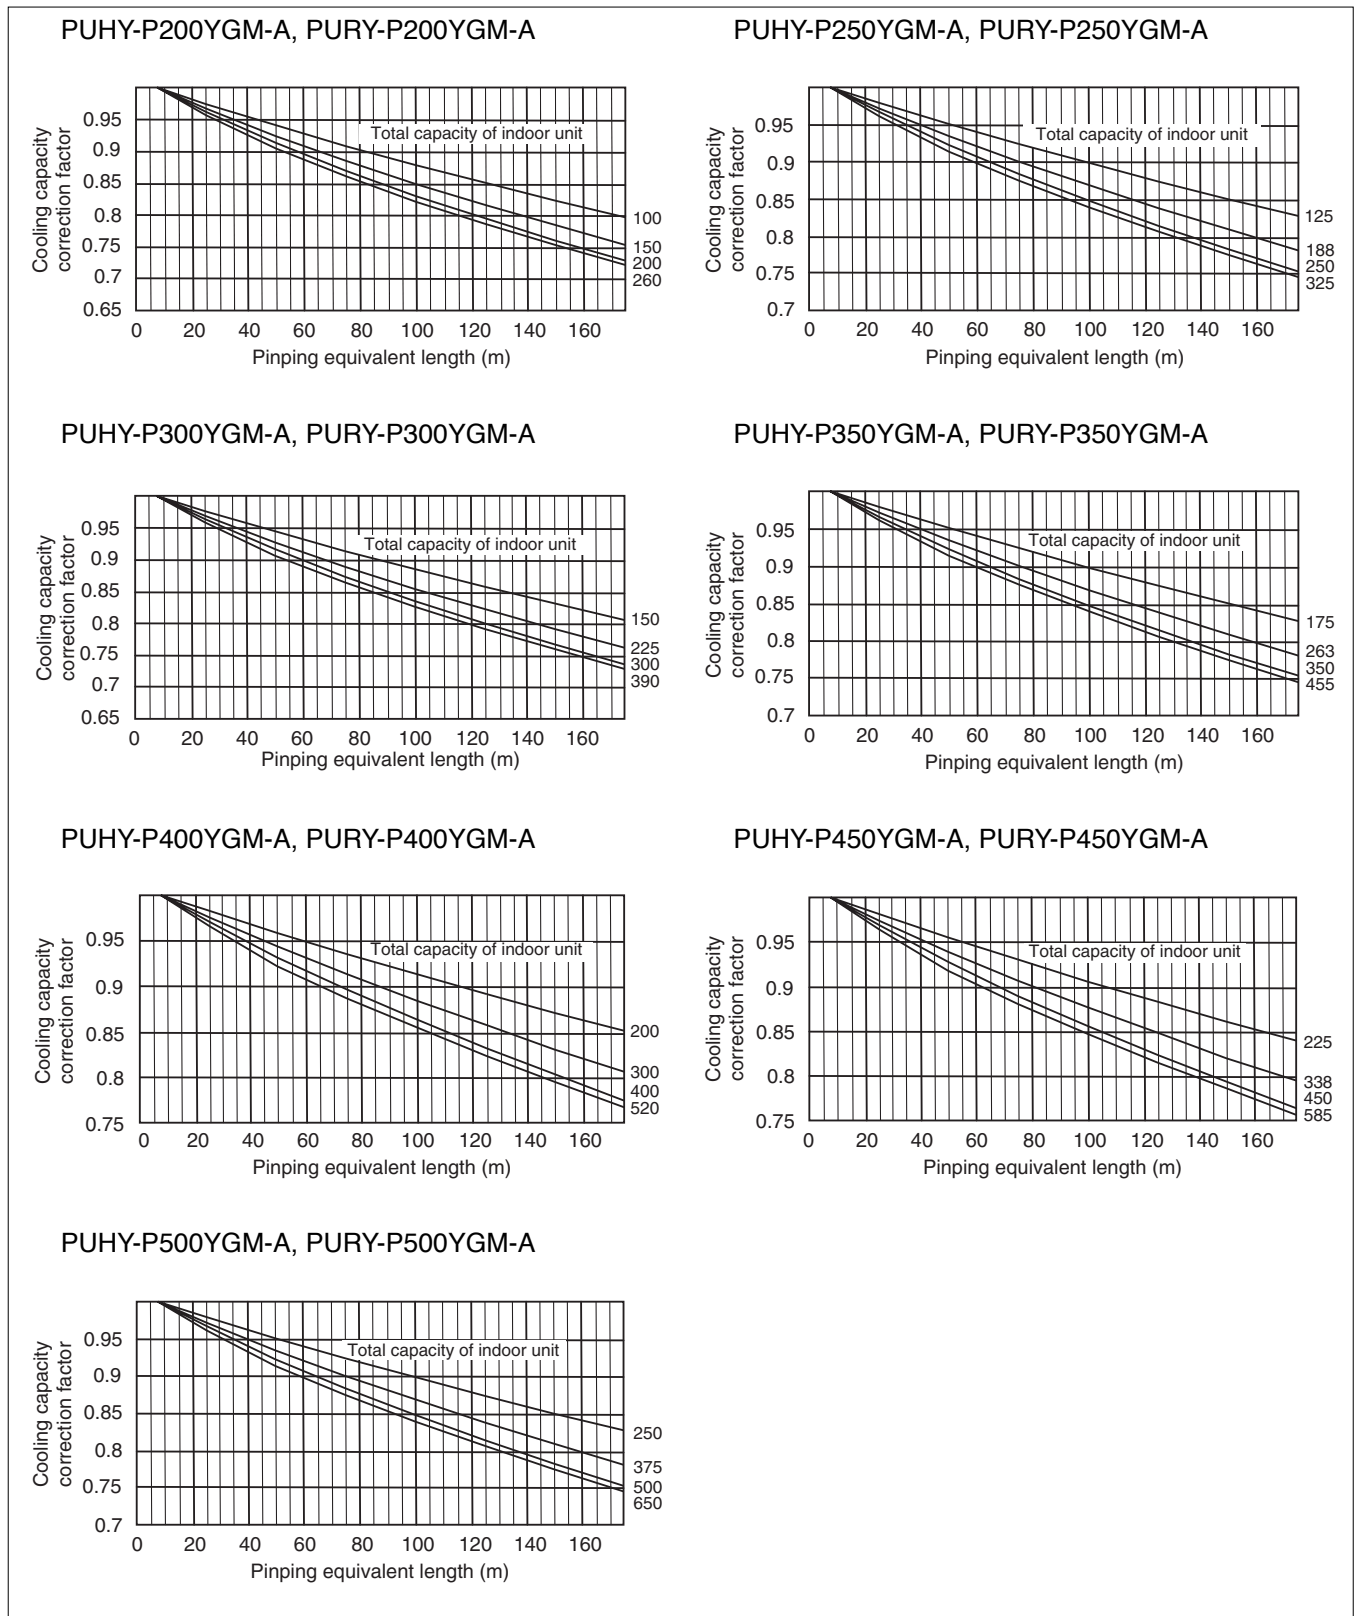 PUHY-P200YGM-A, PURY-P200YGM-A
Cooling capacity
correction factor
0.95
0.9
0.85
0.8
0.75
0.7
0.65
Total capacity of indoor unit
100
150
200
260
0 20 40 60 80 100 120 140 160
Pinping equivalent length (m)
PUHY-P250YGM-A, PURY-P250YGM-A
Cooling capacity
correction factor
0.95
0.9
0.85
0.8
0.75
0.7
Total capacity of indoor unit
125
188
250
325
0 20 40 60 80 100 120 140 160
Pinping equivalent length (m)
PUHY-P300YGM-A, PURY-P300YGM-A
Cooling capacity
correction factor
0.95
0.9
0.85
0.8
0.75
0.7
0.65
Total capacity of indoor unit
150
225
300
390
0 20 40 60 80 100 120 140 160
Pinping equivalent length (m)
PUHY-P350YGM-A, PURY-P350YGM-A
Cooling capacity
correction factor
0.95
0.9
0.85
0.8
0.75
0.7
Total capacity of indoor unit
175
263
350
455
0 20 40 60 80 100 120 140 160
Pinping equivalent length (m)
PUHY-P400YGM-A, PURY-P400YGM-A
Cooling capacity
correction factor
0.95
0.9
0.85
0.8
0.75
Total capacity of indoor unit
200
300
400
520
0 20 40 60 80 100 120 140 160
Pinping equivalent length (m)
PUHY-P450YGM-A, PURY-P450YGM-A
Cooling capacity
correction factor
0.95
0.9
0.85
0.8
0.75
Total capacity of indoor unit
225
338
450
585
0 20 40 60 80 100 120 140 160
Pinping equivalent length (m)
PUHY-P500YGM-A, PURY-P500YGM-A
Cooling capacity
correction factor
0.95
0.9
0.85
0.8
0.75
0.7
Total capacity of indoor unit
250
375
500
650
0 20 40 60 80 100 120 140 160
Pinping equivalent length (m)